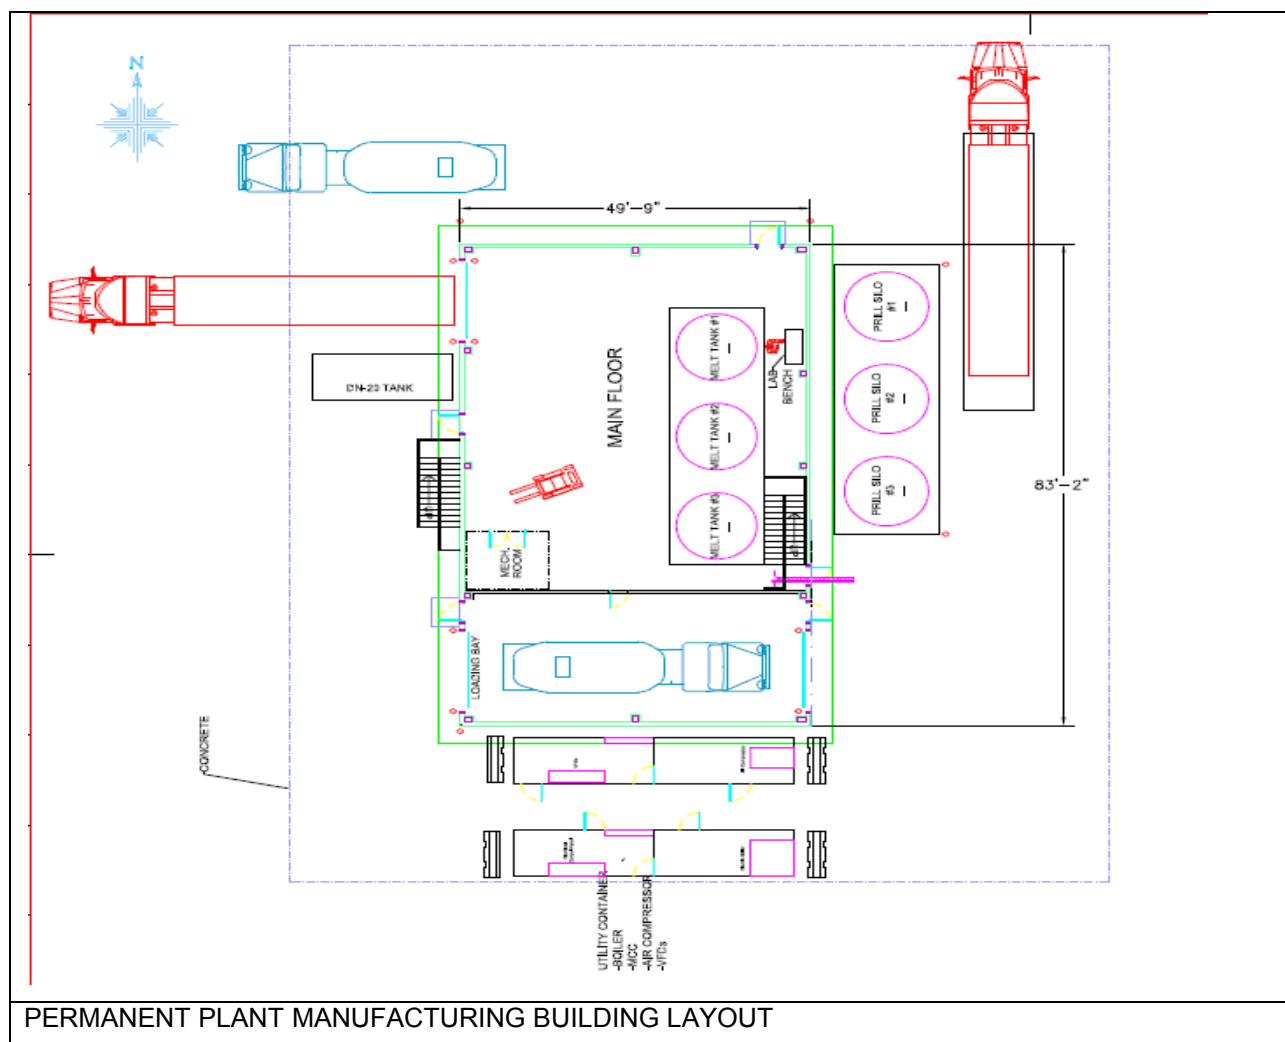 N
49'-9"
PRILL SILO
#1
MELT TANK #1
MAIN FLOOR
LAB
BENCH
DN-20 TANK
PRILL SILO
#2
MELT TANK #2
83'-2"
PRILL SILO
#3
MELT TANK #3
UP
UP
MECH.
ROOM
LOADING BAY
CONCRETE
UTILITY CONTAINER
-BOILER
-MCC
-AIR COMPRESSOR
-VFDs
PERMANENT PLANT MANUFACTURING BUILDING LAYOUT